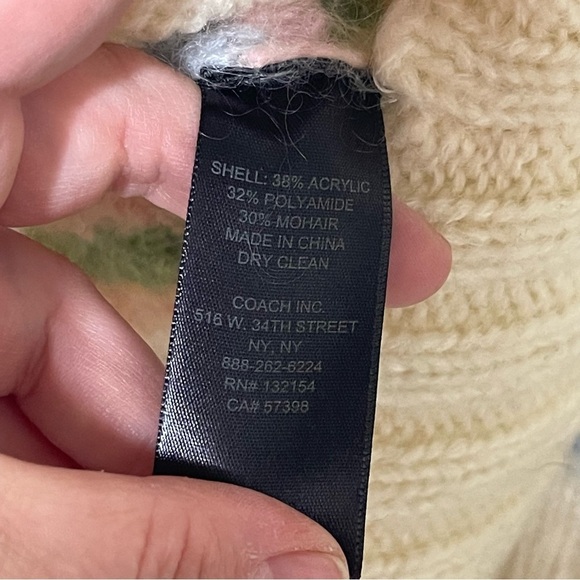 SHELL: 38% ACRYLIC
32% POLYAMIDE
30% MOHAIR
MADE IN CHINA
DRY CLEAN
COACH INC.
516 W. 34TH STREET
NY, NY
888-262-6224
RN# 132154
CA# 57398